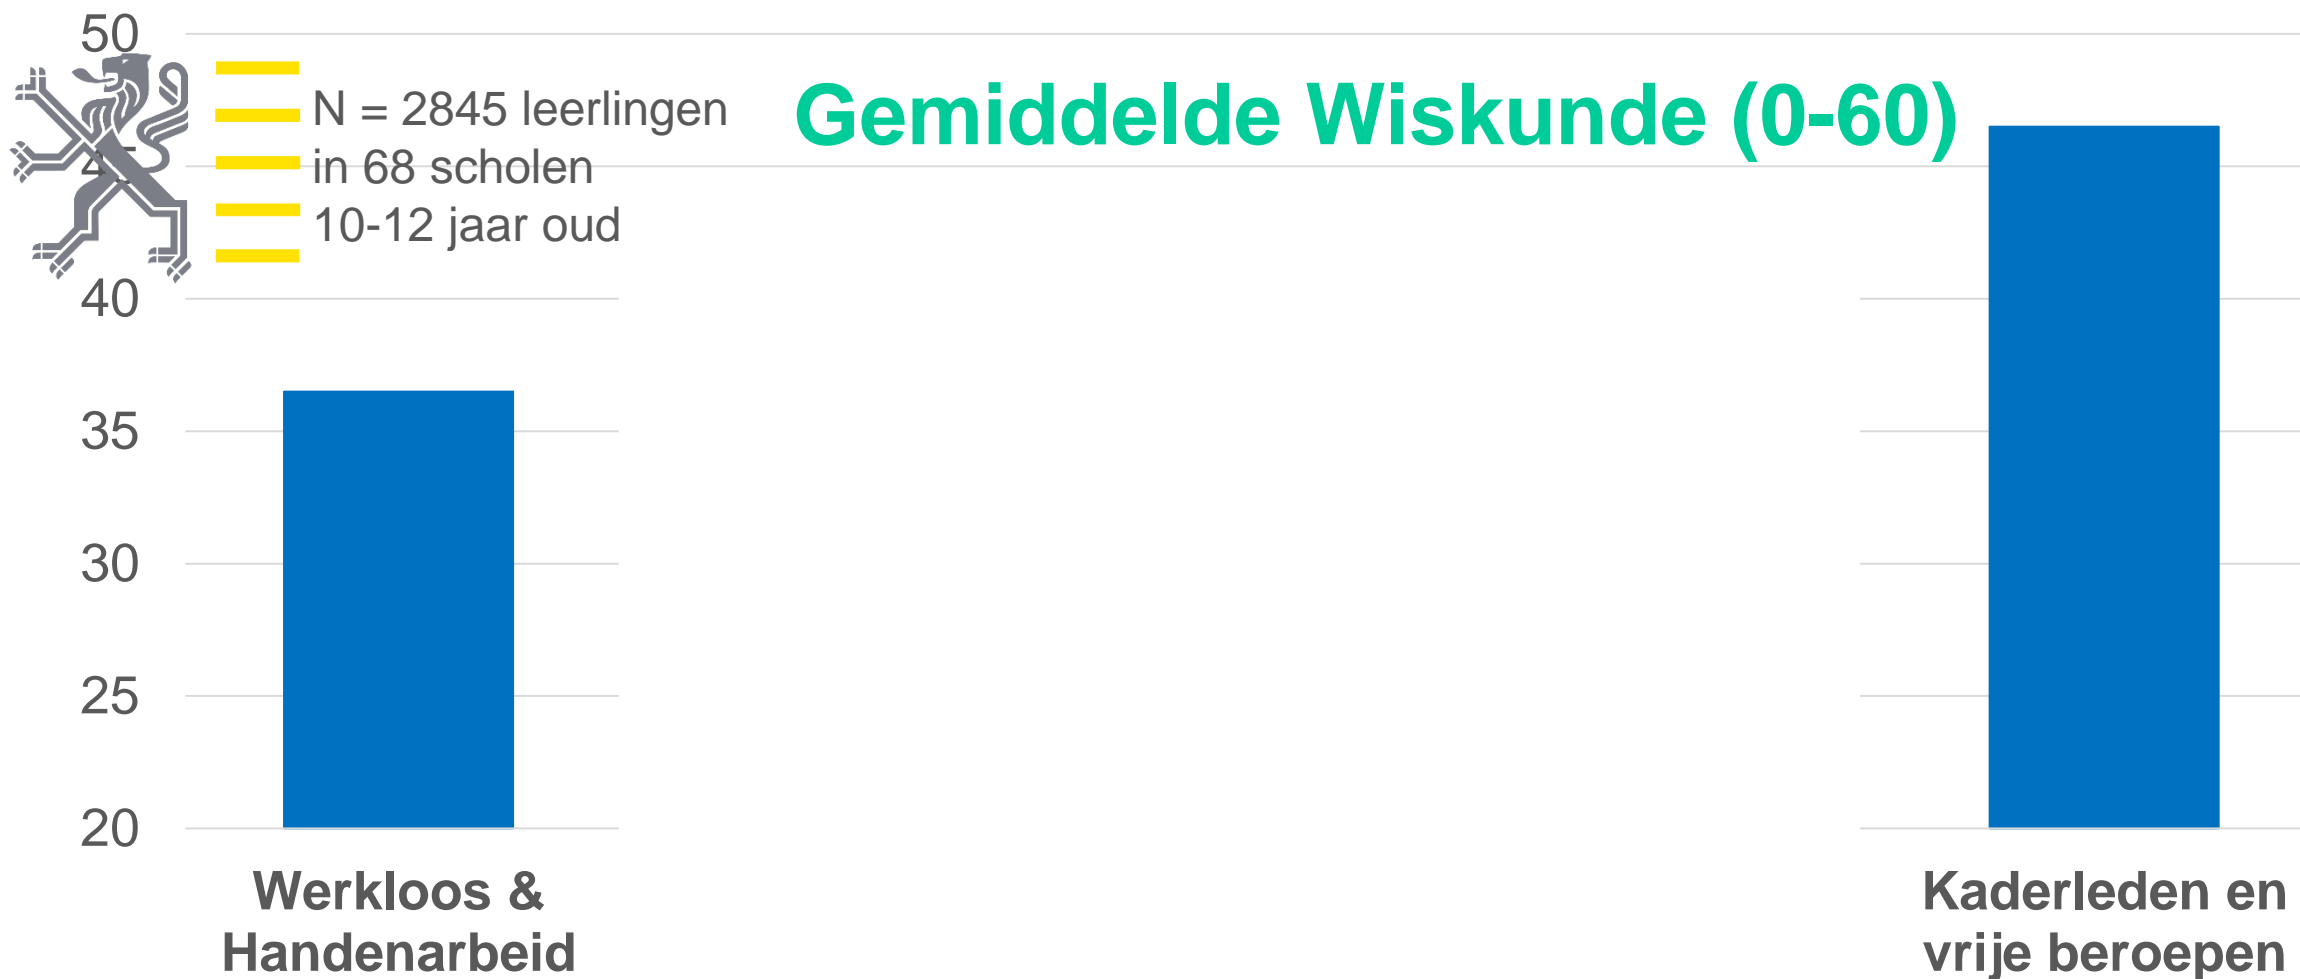 50
Gemiddelde Wiskunde (0-60)
N = 2845 leerlingen
in 68 scholen
10-12 jaar oud
45
40
35
30
25
20
Werkloos &
Handenarbeid
Kaderleden en
vrije beroepen